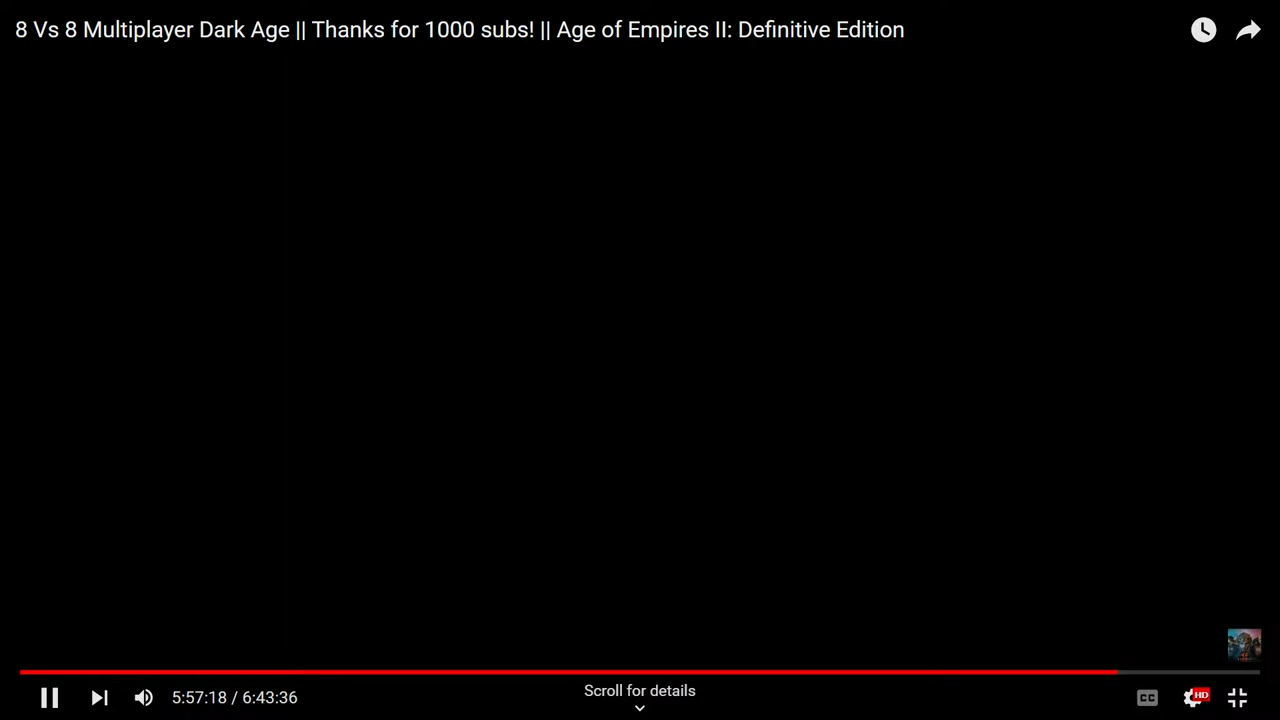 8 Vs 8 Multiplayer Dark Age || Thanks for 1000 subs! || Age of Empires II: Definitive Edition
5:57:18 / 6:43:36
Scroll for details
CC
HD